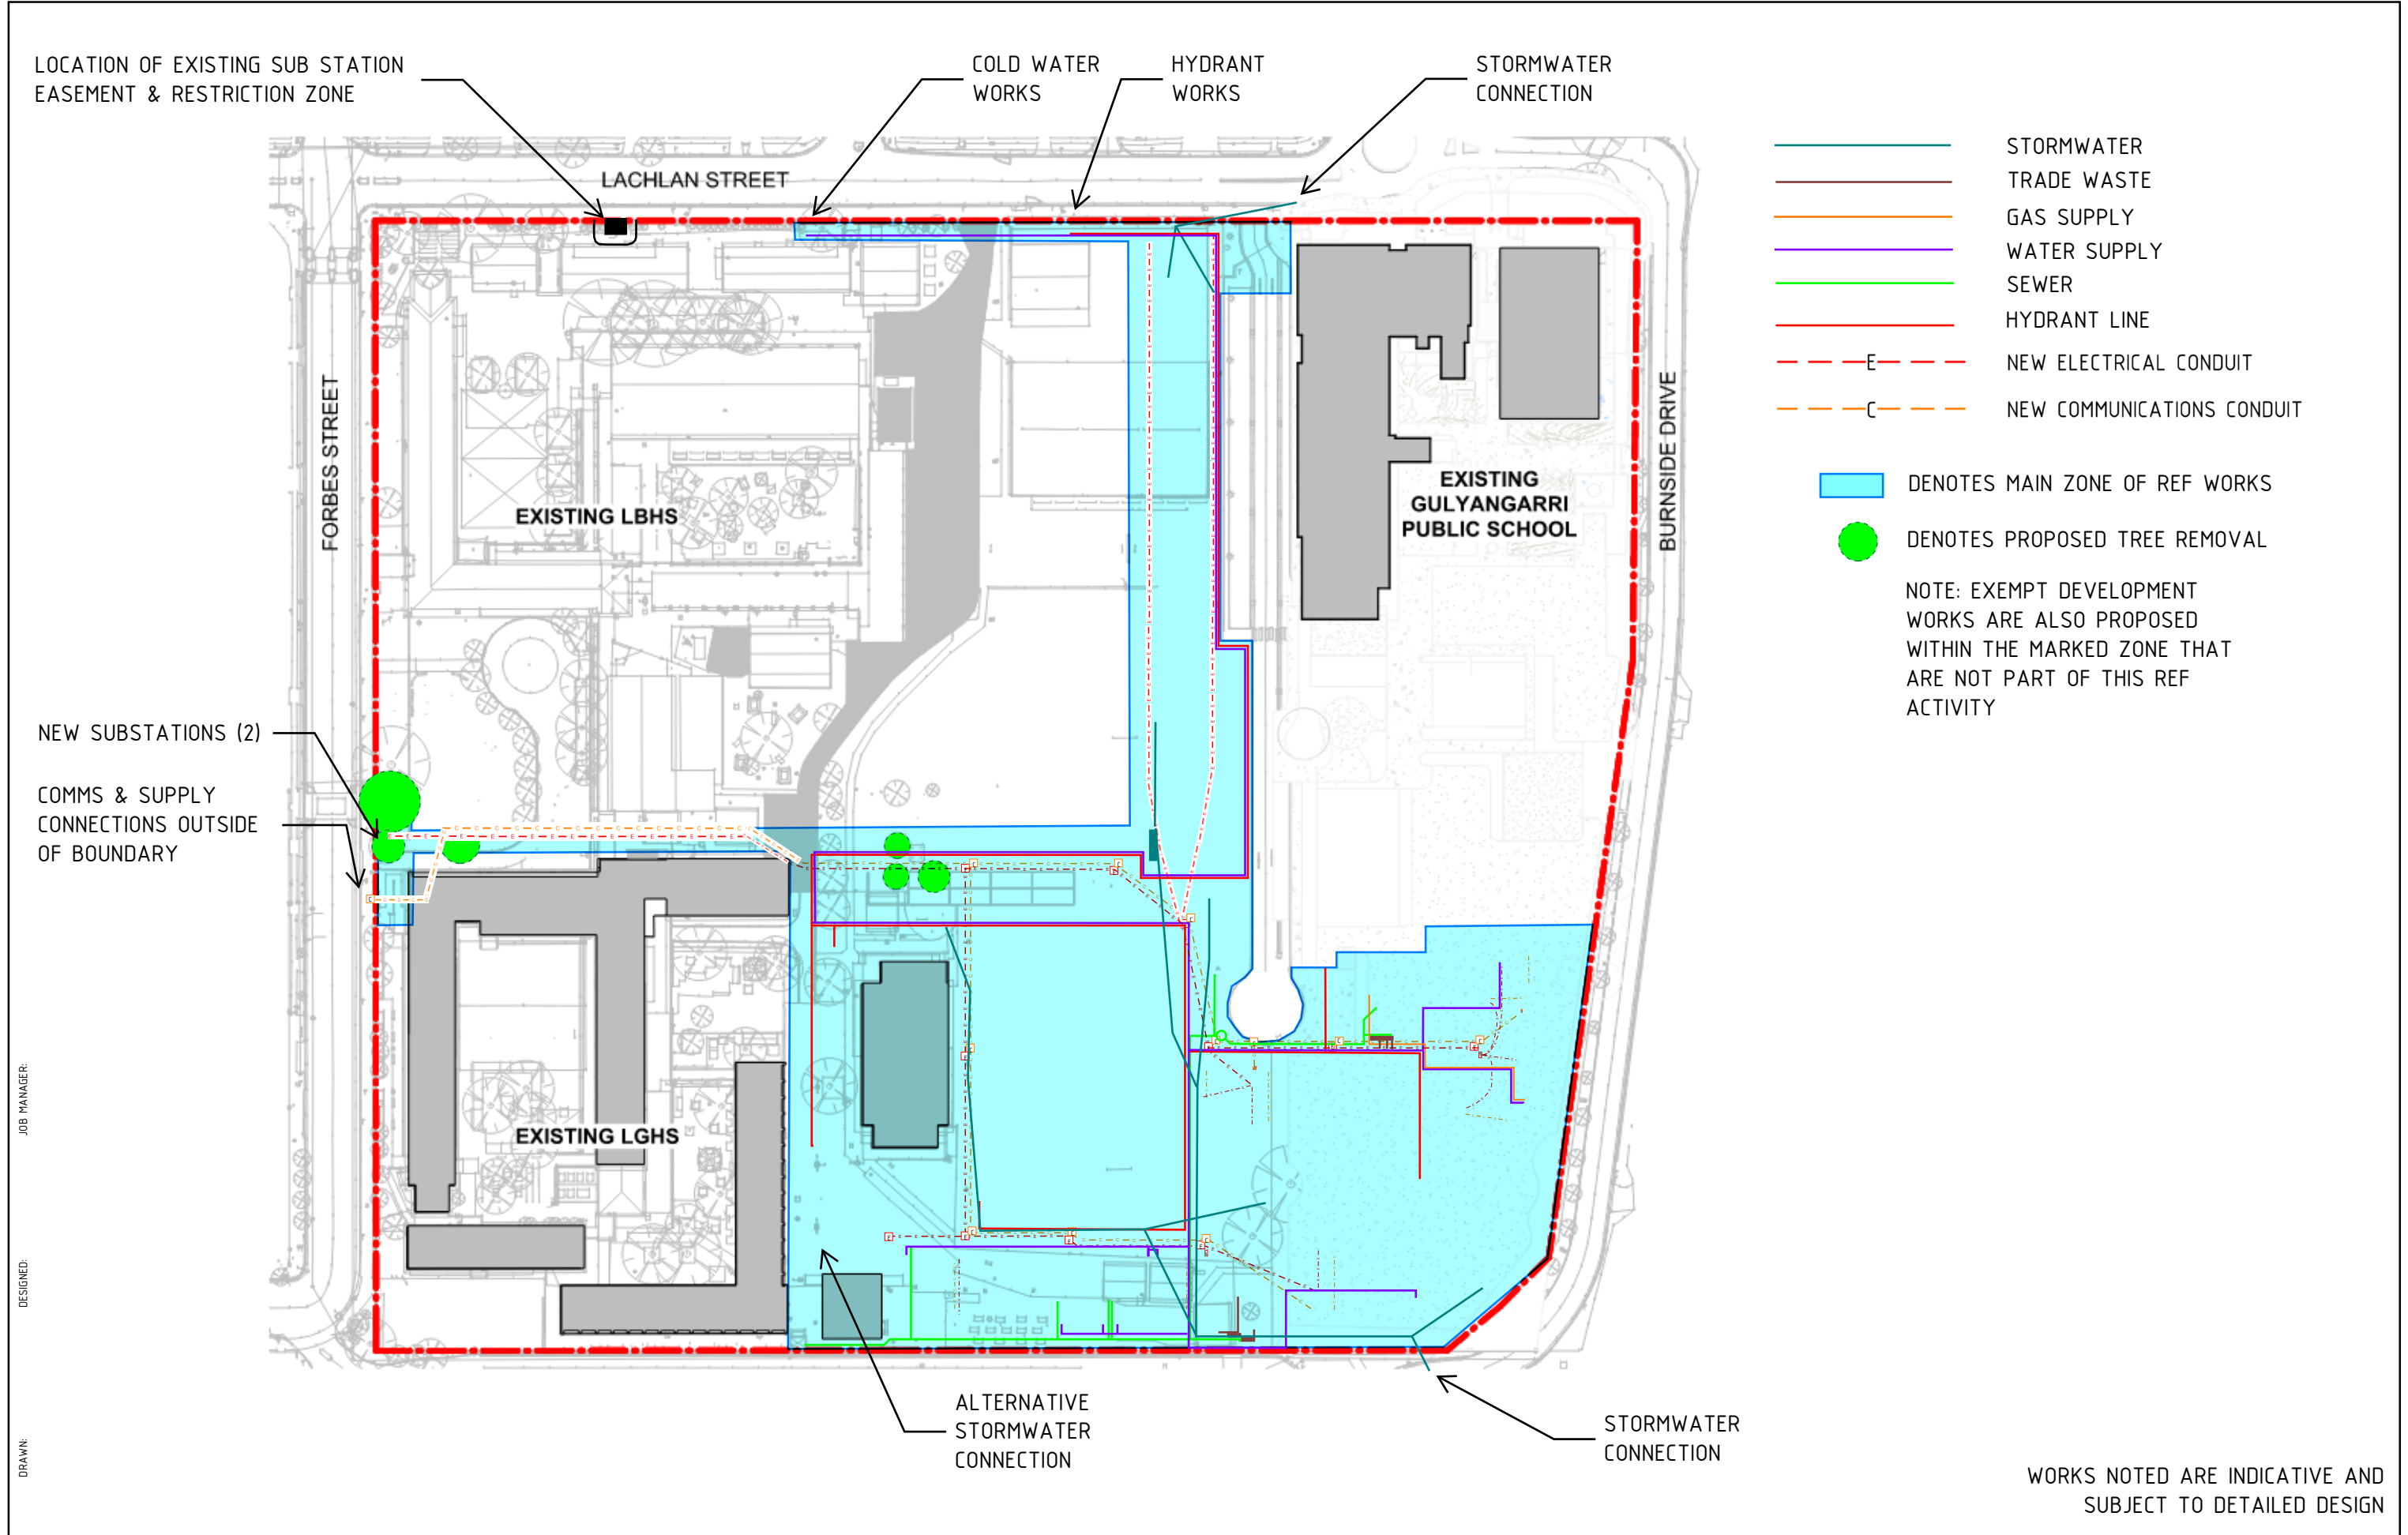 LOCATION OF EXISTING SUB STATION
EASEMENT & RESTRICTION ZONE
COLD WATER
WORKS
HYDRANT
WORKS
STORMWATER
CONNECTION
LACHLAN STREET
FORBES STREET
BURNSIDE DRIVE
EXISTING LBHS
EXISTING
GULYANGARRI
PUBLIC SCHOOL
STORMWATER
TRADE WASTE
GAS SUPPLY
WATER SUPPLY
SEWER
HYDRANT LINE
E
NEW ELECTRICAL CONDUIT
C
NEW COMMUNICATIONS CONDUIT
DENOTES MAIN ZONE OF REF WORKS
DENOTES PROPOSED TREE REMOVAL
NOTE: EXEMPT DEVELOPMENT
WORKS ARE ALSO PROPOSED
WITHIN THE MARKED ZONE THAT
ARE NOT PART OF THIS REF
ACTIVITY
NEW SUBSTATIONS (2)
COMMS & SUPPLY
CONNECTIONS OUTSIDE
OF BOUNDARY
EXISTING LGHS
JOB MANAGER:
DESIGNED:
DRAWN:
ALTERNATIVE
STORMWATER
CONNECTION
STORMWATER
CONNECTION
WORKS NOTED ARE INDICATIVE AND
SUBJECT TO DETAILED DESIGN